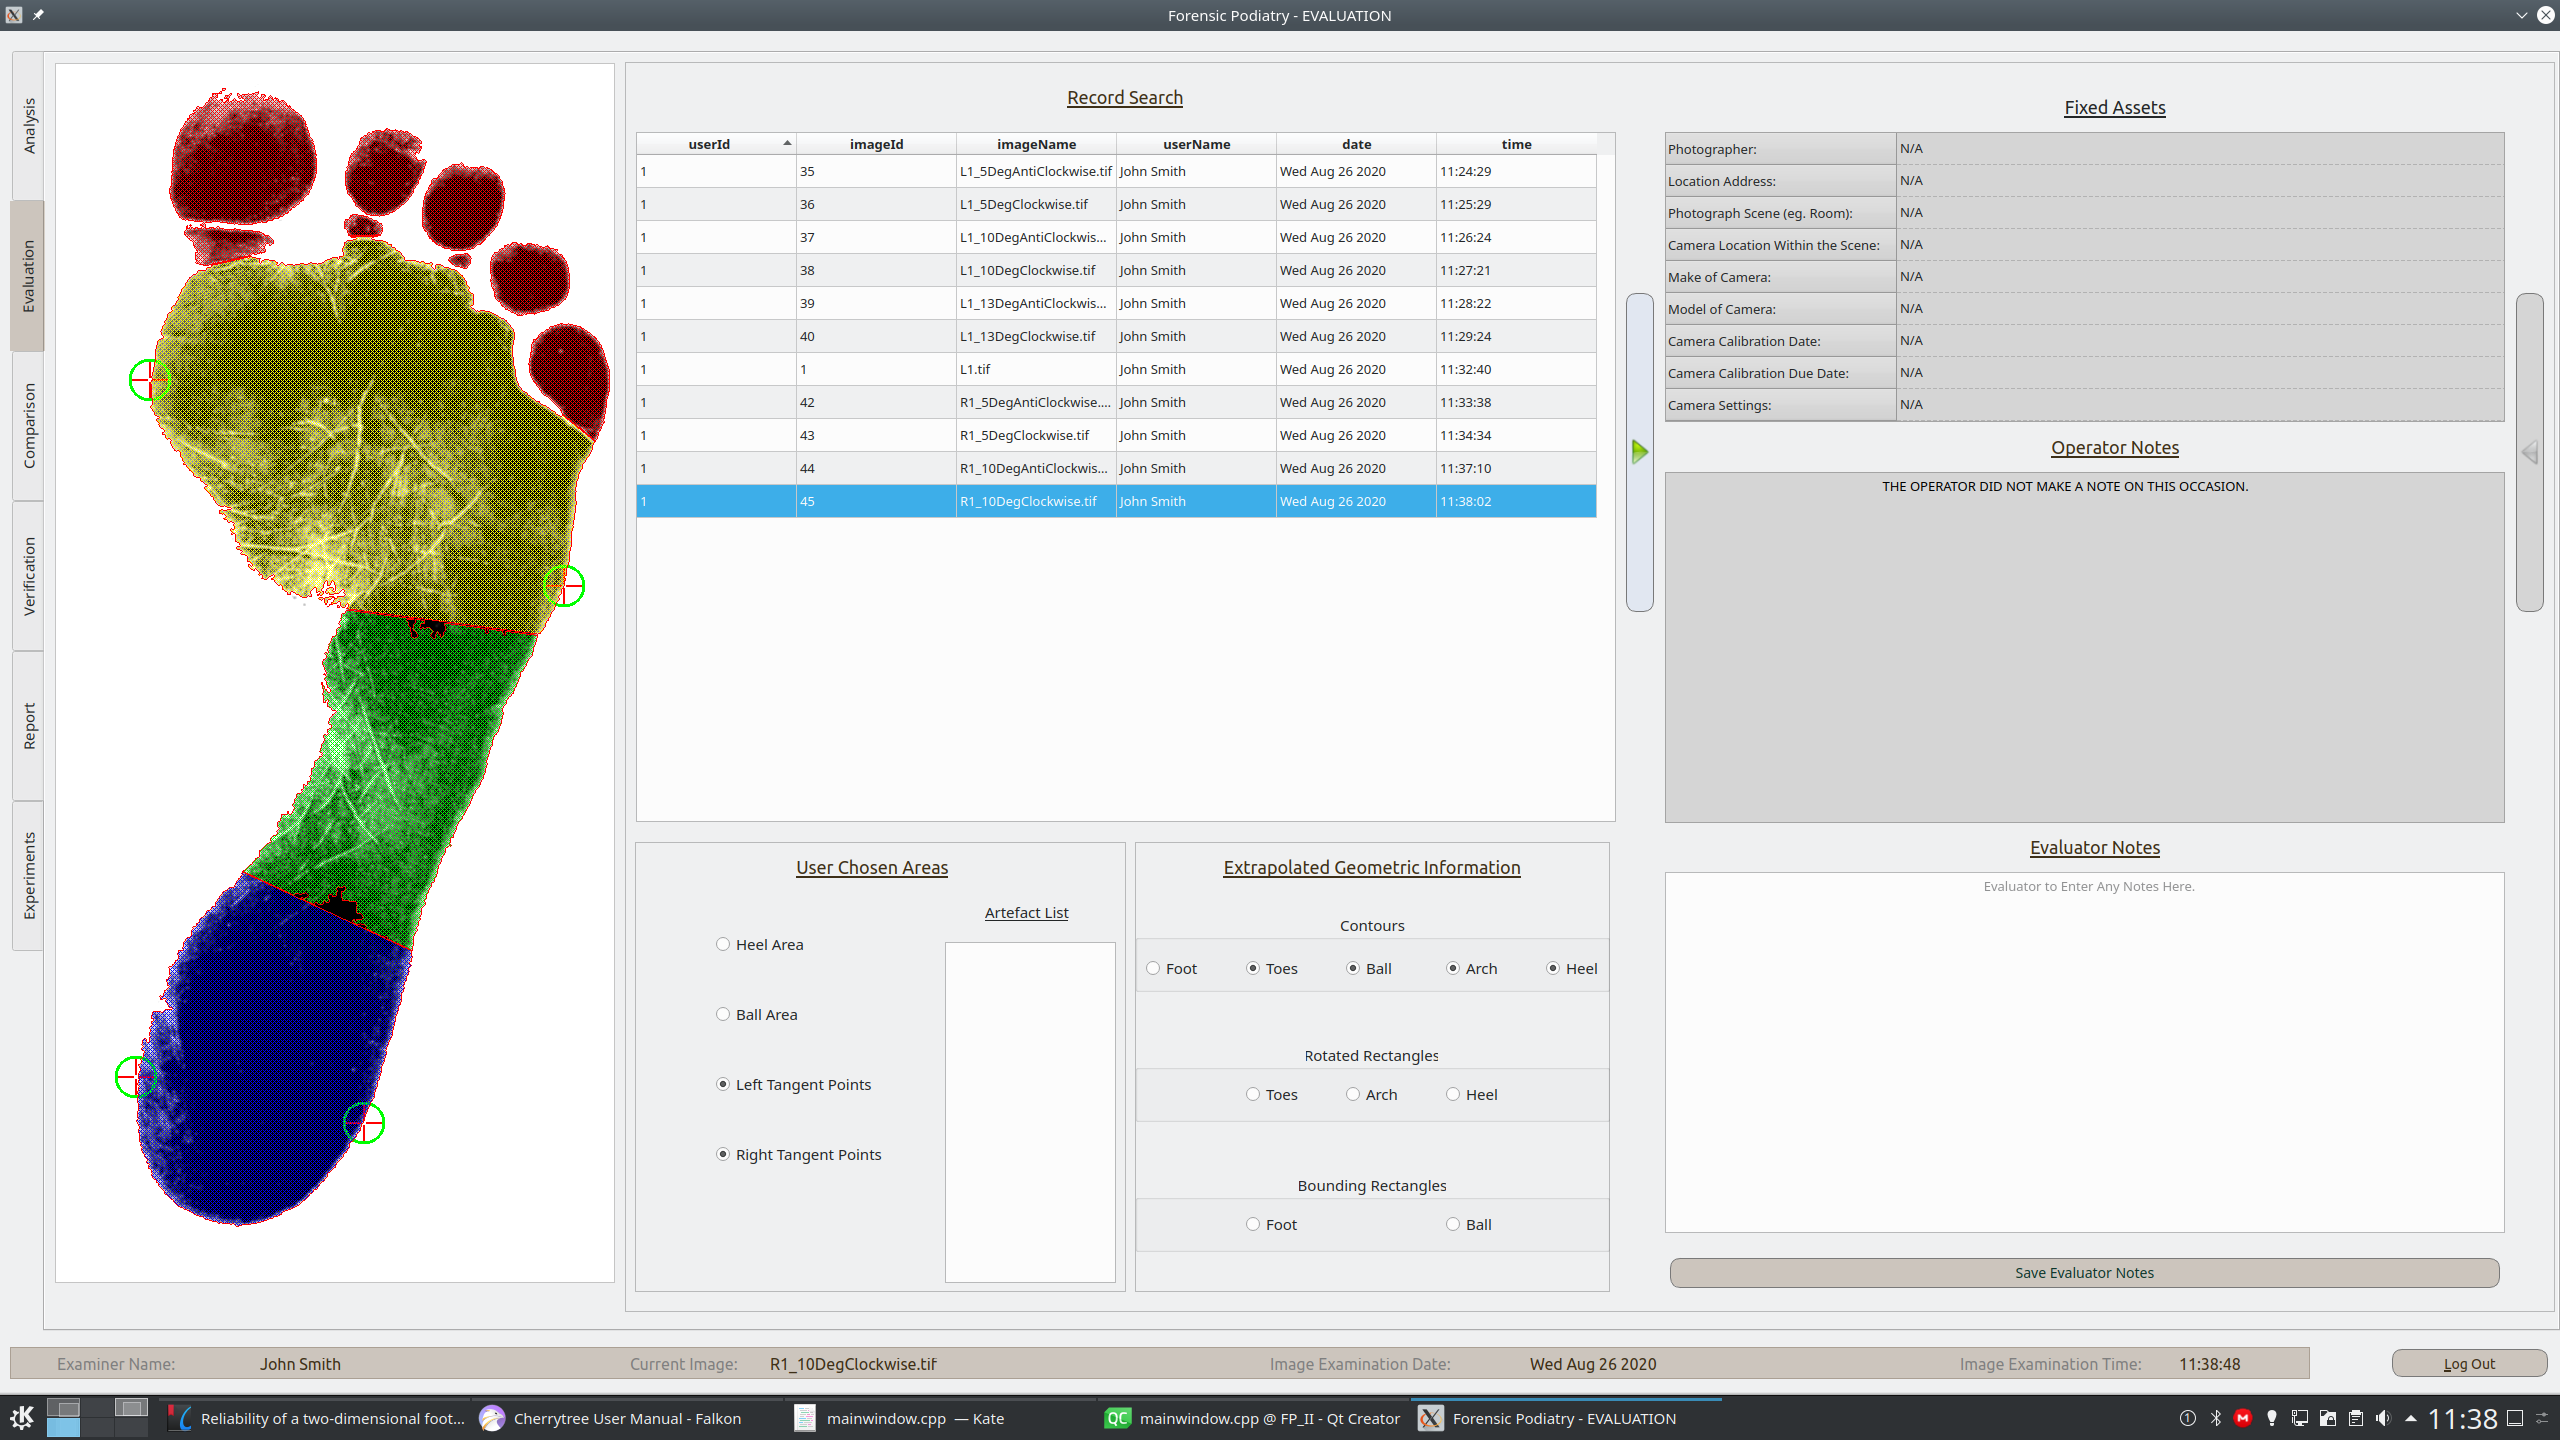 Forensic Podiatry - EVALUATION
Analysis
Evaluation
Comparison
Verification
Report
Experiments
Record Search
userId imageId imageName userName date time
1 35 L1_5DegAntiClockwise.tif John Smith Wed Aug 26 2020 11:24:29
1 36 L1_5DegClockwise.tif John Smith Wed Aug 26 2020 11:25:29
1 37 L1_10DegAntiClockwis... John Smith Wed Aug 26 2020 11:26:24
1 38 L1_10DegClockwise.tif John Smith Wed Aug 26 2020 11:27:21
1 39 L1_13DegAntiClockwis... John Smith Wed Aug 26 2020 11:28:22
1 40 L1_13DegClockwise.tif John Smith Wed Aug 26 2020 11:29:24
1 1 L1.tif John Smith Wed Aug 26 2020 11:32:40
1 42 R1_5DegAntiClockwise.... John Smith Wed Aug 26 2020 11:33:38
1 43 R1_5DegClockwise.tif John Smith Wed Aug 26 2020 11:34:34
1 44 R1_10DegAntiClockwis... John Smith Wed Aug 26 2020 11:37:10
1 45 R1_10DegClockwise.tif John Smith Wed Aug 26 2020 11:38:02
User Chosen Areas
Artefact List
Heel Area
Ball Area
Left Tangent Points
Right Tangent Points
Extrapolated Geometric Information
Contours
Foot Toes Ball Arch Heel
Rotated Rectangles
Toes Arch Heel
Bounding Rectangles
Foot Ball
Fixed Assets
Photographer: N/A
Location Address: N/A
Photograph Scene (eg. Room): N/A
Camera Location Within the Scene: N/A
Make of Camera: N/A
Model of Camera: N/A
Camera Calibration Date: N/A
Camera Calibration Due Date: N/A
Camera Settings: N/A
Operator Notes
THE OPERATOR DID NOT MAKE A NOTE ON THIS OCCASION.
Evaluator Notes
Evaluator to Enter Any Notes Here.
Save Evaluator Notes
Examiner Name: John Smith Current Image: R1_10DegClockwise.tif Image Examination Date: Wed Aug 26 2020 Image Examination Time: 11:38:48
Log Out
Reliability of a two-dimensional foot... Cherrytree User Manual - Falkon mainwindow.cpp — Kate QC mainwindow.cpp @ FP_II - Qt Creator Forensic Podiatry - EVALUATION 1 M 11:38